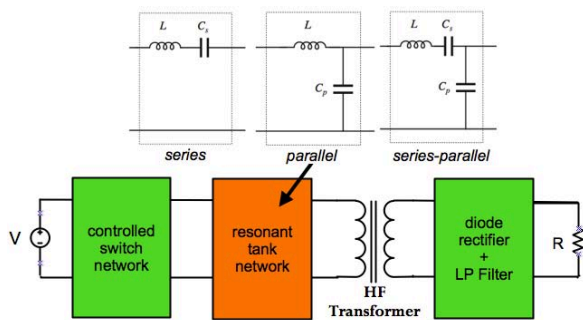 L
C_s
L
C_p
L
C_s
C_p
series
parallel
series-parallel
V
controlled
switch
network
resonant
tank
network
HF
Transformer
diode
rectifier
+
LP Filter
R